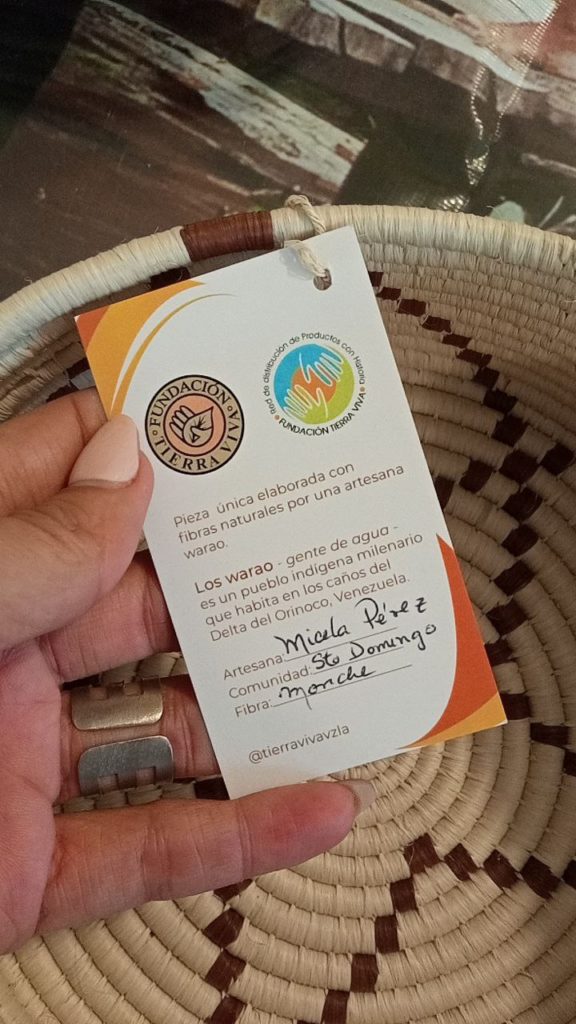 Red de distribución de Productos con Historia
FUNDACIÓN TIERRA VIVA
FUNDACIÓN
TIERRA VIVA
Pieza única elaborada con
fibras naturales por una artesana
warao.
Los warao - gente de agua -
es un pueblo indígena milenario
que habita en los caños del
Delta del Orinoco, Venezuela.
Artesana: Micela Pérez
Comunidad: Sto Domingo
Fibra: moriche
@tierravivavzla